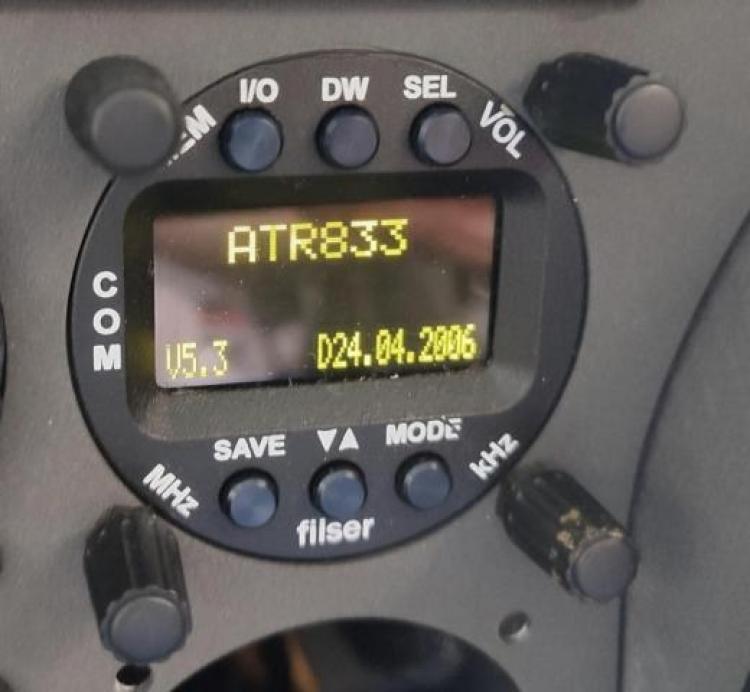 I/O DW SEL
VOL
ATR833
COM
V5.3 D24.04.2006
SAVE ▼▲ MODE
MHz kHz
filser